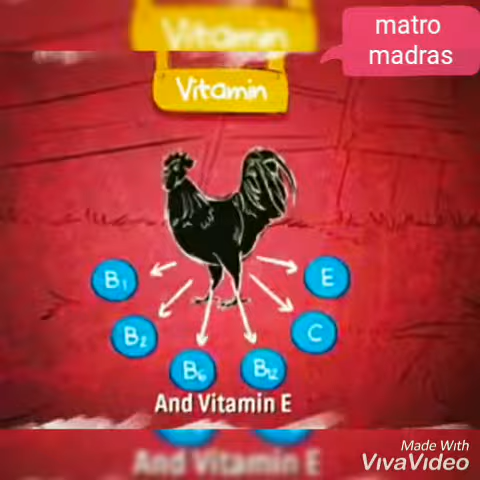 Vitamin
matro
madras
Vitamin
B₁
E
B₂
C
B₆
B₁₂
And Vitamin E
And Vitamin E
Made With
VivaVideo